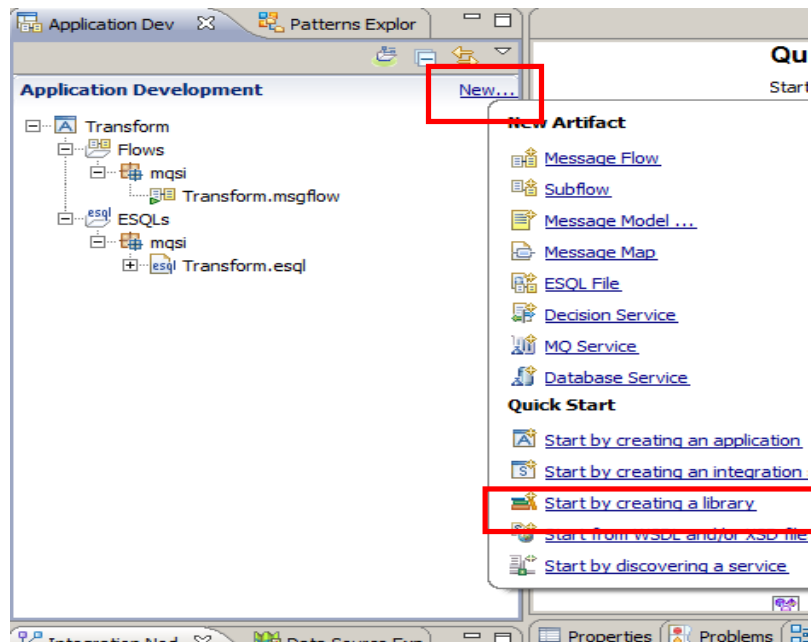 Application Dev
Patterns Explor
Qu
Application Development
New...
Start
Transform
Flows
mqsi
Transform.msgflow
esql
ESQLs
mqsi
esql
Transform.esql
New Artifact
Message Flow
Subflow
Message Model ...
Message Map
ESQL File
Decision Service
MQ Service
Database Service
Quick Start
Start by creating an application
Start by creating an integration
Start by creating a library
Start from WSDL and/or XSD file
Start by discovering a service
Integration Nod
Data Source Exp
Properties
Problems